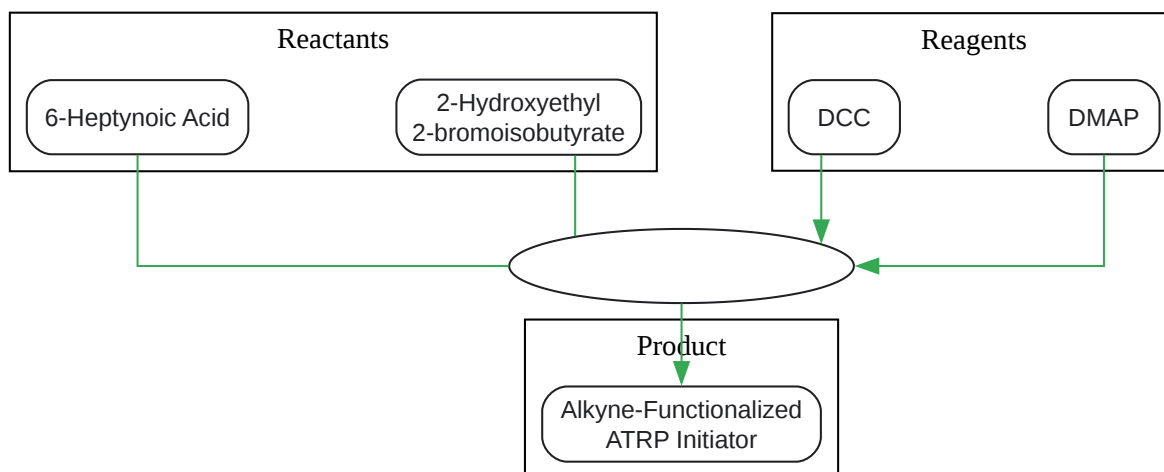 Reactants
Reagents
6-Heptynoic Acid
2-Hydroxyethyl
2-bromoisobutyrate
DCC
DMAP
Product
Alkyne-Functionalized
ATRP Initiator